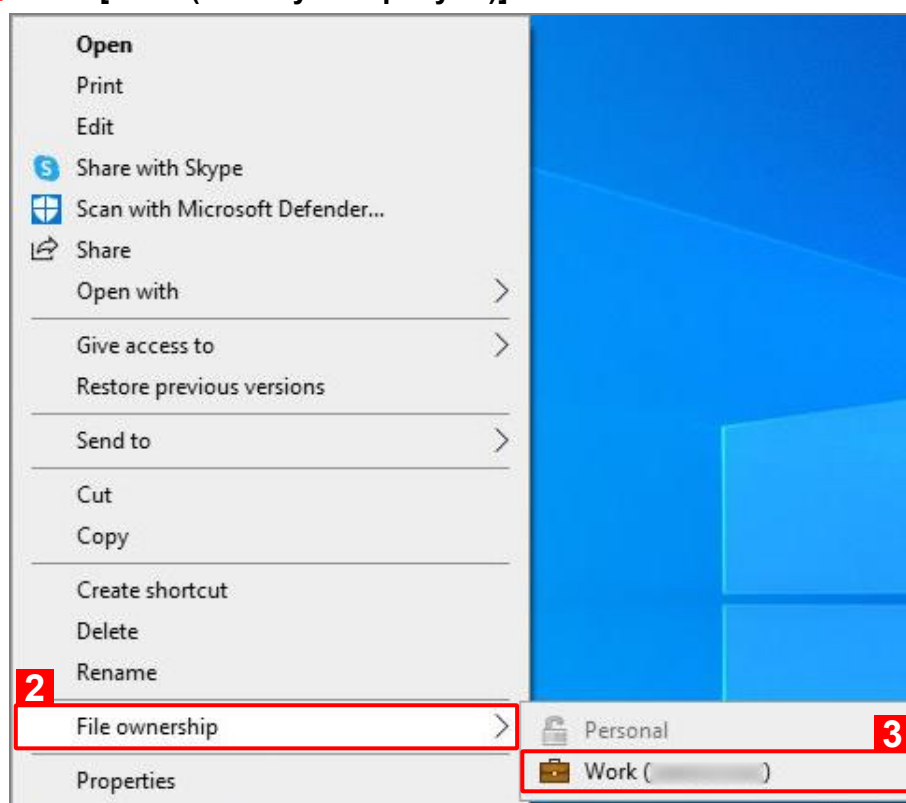 Open
Print
Edit
Share with Skype
Scan with Microsoft Defender...
Share
Open with
Give access to
Restore previous versions
Send to
Cut
Copy
Create shortcut
Delete
Rename
2
File ownership
Personal
3
Work ( )
Properties